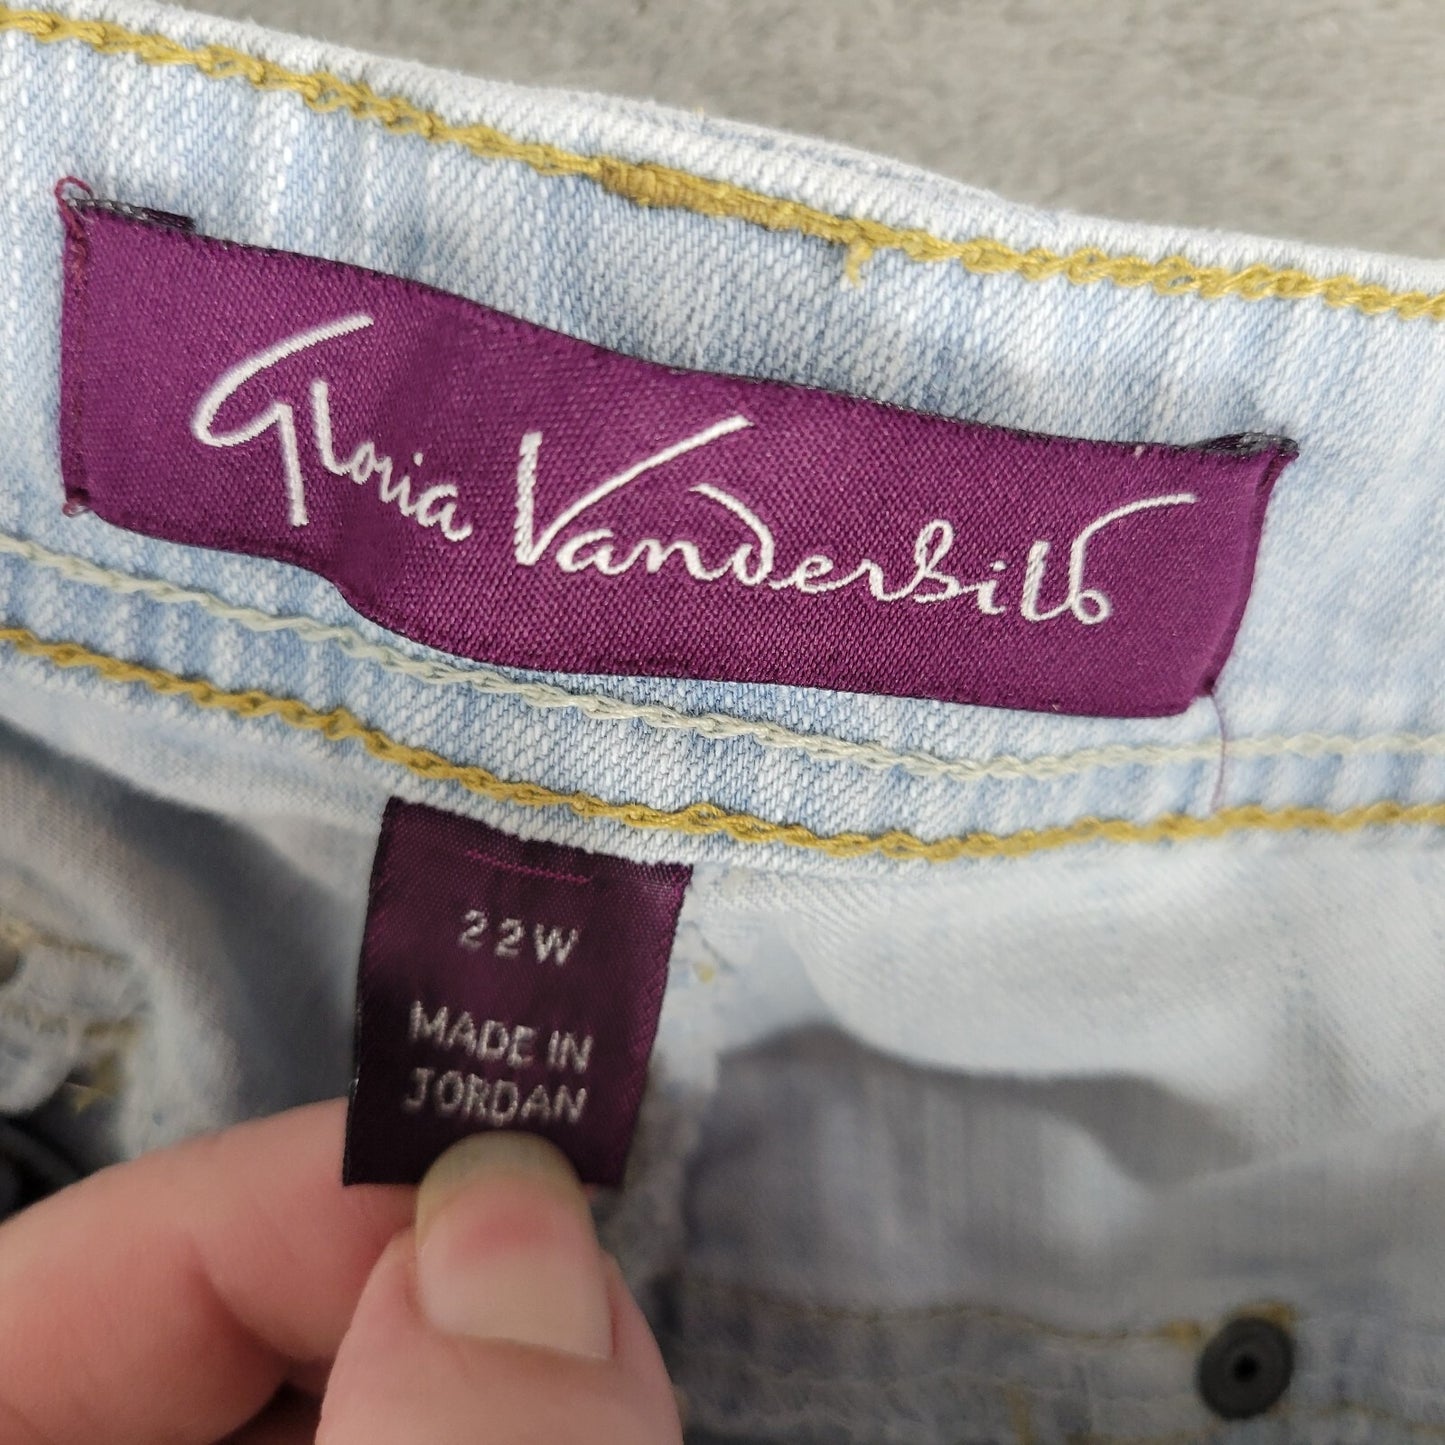 Gloria Vanderbilt
22W
MADE IN
JORDAN